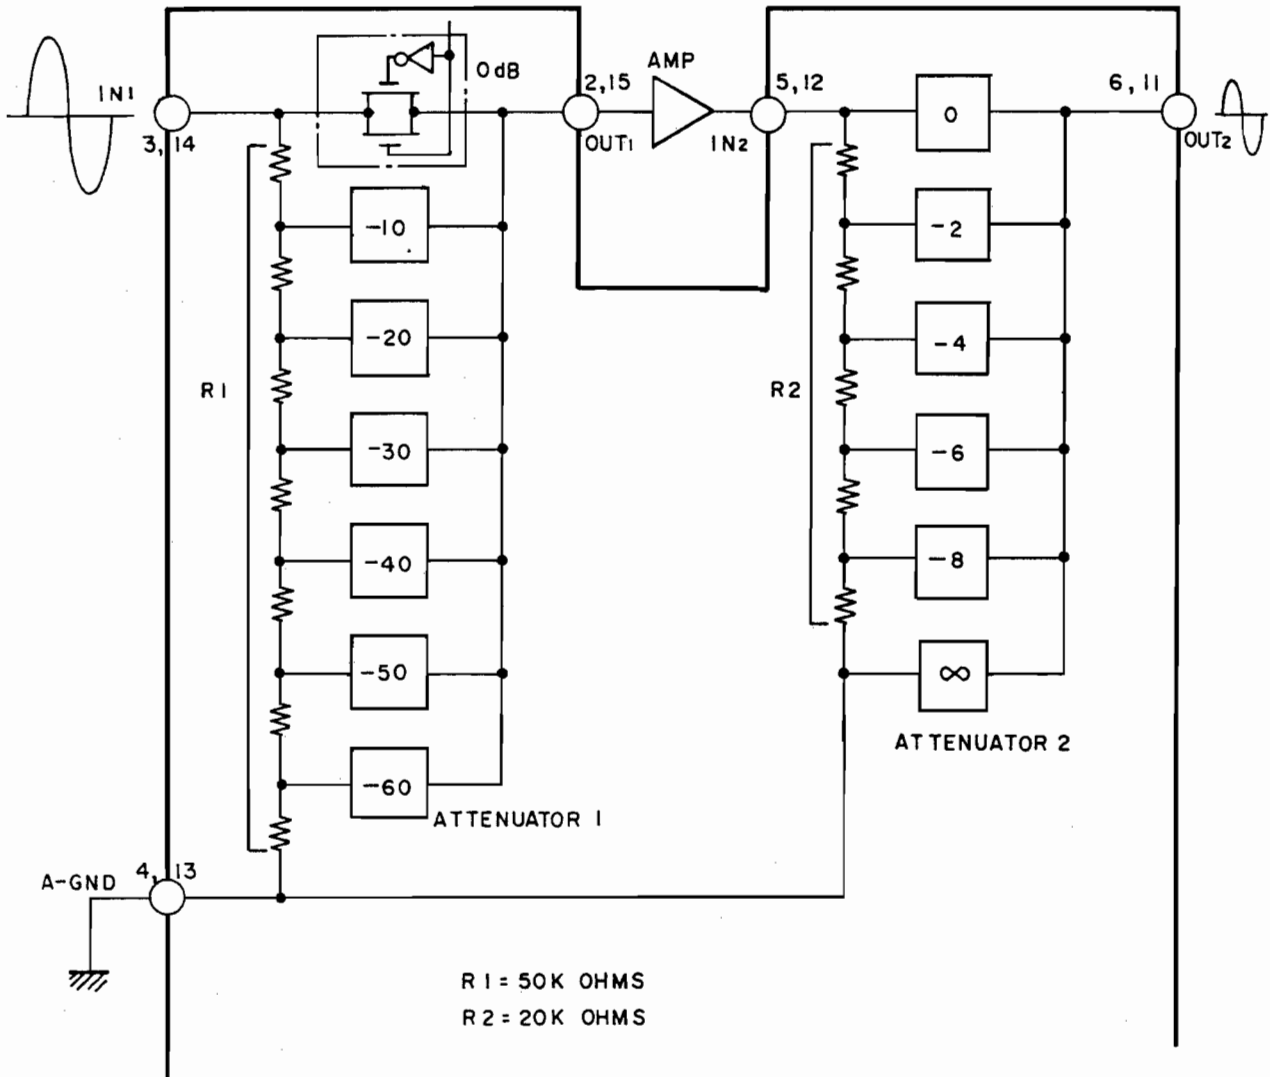 AMP
0dB
IN1
2,15
5,12
6,11
0
3,14
OUT1
IN2
OUT2
-10
-2
-20
-4
R1
R2
-30
-6
-40
-8
-50
∞
ATTENUATOR 2
-60
ATTENUATOR 1
4,13
A-GND
R1=50K OHMS
R2=20K OHMS